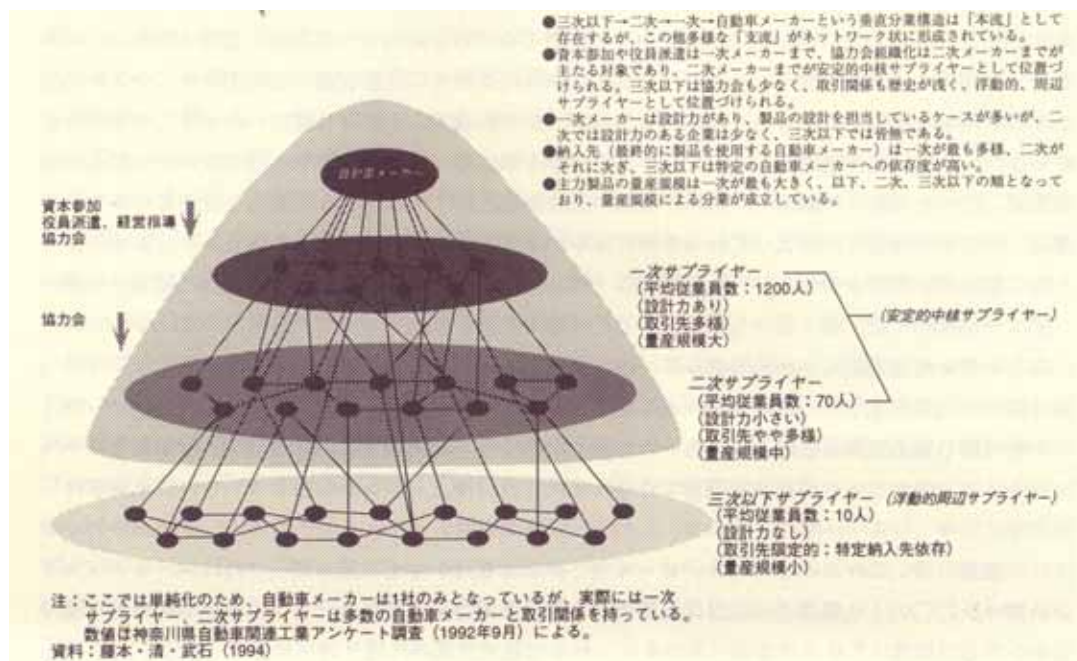 ●三次以下→二次→一次→自動車メーカーという垂直分業構造は「本流」として
存在するが、この他多様な「支流」がネットワーク状に形成されている。
●資本参加や役員派遣は一次メーカーまで、協力会組織化は二次メーカーまでが
主たる対象であり、二次メーカーまでが安定的中核サプライヤーとして位置づ
けられる。三次以下は協力会も少なく、取引関係も歴史が浅く、浮動的、周辺
サプライヤーとして位置づけられる。
●一次メーカーは設計力があり、製品の設計を担当しているケースが多いが、二
次では設計力のある企業は少なく、三次以下では皆無である。
●納入先（最終的に製品を使用する自動車メーカー）は一次が最も多様、二次が
それに次ぎ、三次以下は特定の自動車メーカーへの依存度が高い。
●主力製品の量産規模は一次が最も大きく、以下、二次、三次以下の順となって
おり、量産規模による分業が成立している。
自動車メーカー
資本参加
役員派遣、経営指導
協力会
協力会
一次サプライヤー
（平均従業員数：1200人）
（設計力あり）
（取引先多様）
（量産規模大）
（安定的中核サプライヤー）
二次サプライヤー
（平均従業員数：70人）
（設計力小さい）
（取引先やや多様）
（量産規模中）
三次以下サプライヤー（浮動的周辺サプライヤー）
（平均従業員数：10人）
（設計力なし）
（取引先限定的：特定納入先依存）
（量産規模小）
注：ここでは単純化のため、自動車メーカーは1社のみとなっているが、実際には一次
サプライヤー、二次サプライヤーは多数の自動車メーカーと取引関係を持っている。
数値は神奈川県自動車関連工業アンケート調査（1992年9月）による。
資料：藤本・清・武石（1994）